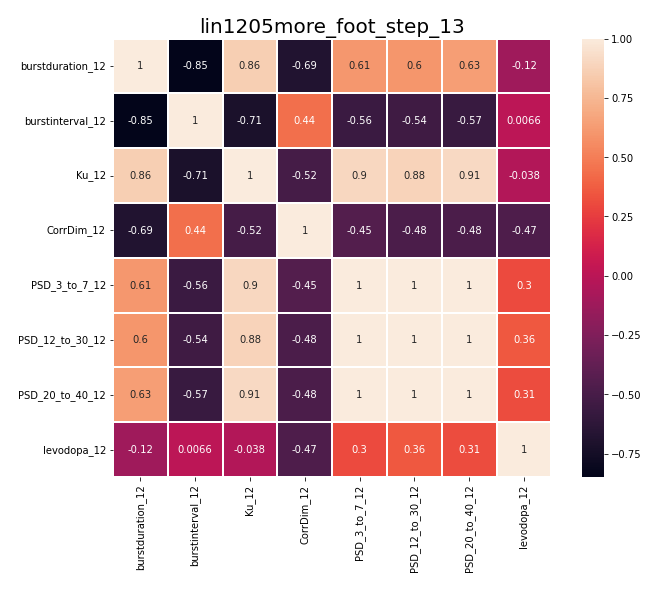 lin1205more_foot_step_13
burstduration_12 1 -0.85 0.86 -0.69 0.61 0.6 0.63 -0.12
burstinterval_12 -0.85 1 -0.71 0.44 -0.56 -0.54 -0.57 0.0066
Ku_12 0.86 -0.71 1 -0.52 0.9 0.88 0.91 -0.038
CorrDim_12 -0.69 0.44 -0.52 1 -0.45 -0.48 -0.48 -0.47
PSD_3_to_7_12 0.61 -0.56 0.9 -0.45 1 1 1 0.3
PSD_12_to_30_12 0.6 -0.54 0.88 -0.48 1 1 1 0.36
PSD_20_to_40_12 0.63 -0.57 0.91 -0.48 1 1 1 0.31
levodopa_12 -0.12 0.0066 -0.038 -0.47 0.3 0.36 0.31 1
burstduration_12
burstinterval_12
Ku_12
CorrDim_12
PSD_3_to_7_12
PSD_12_to_30_12
PSD_20_to_40_12
levodopa_12
1.00
0.75
0.50
0.25
0.00
−0.25
−0.50
−0.75